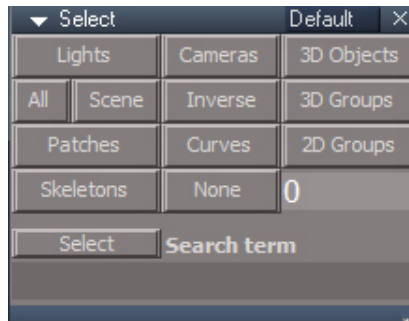 Select Default
Lights Cameras 3D Objects
All Scene Inverse 3D Groups
Patches Curves 2D Groups
Skeletons None 0
Select Search term